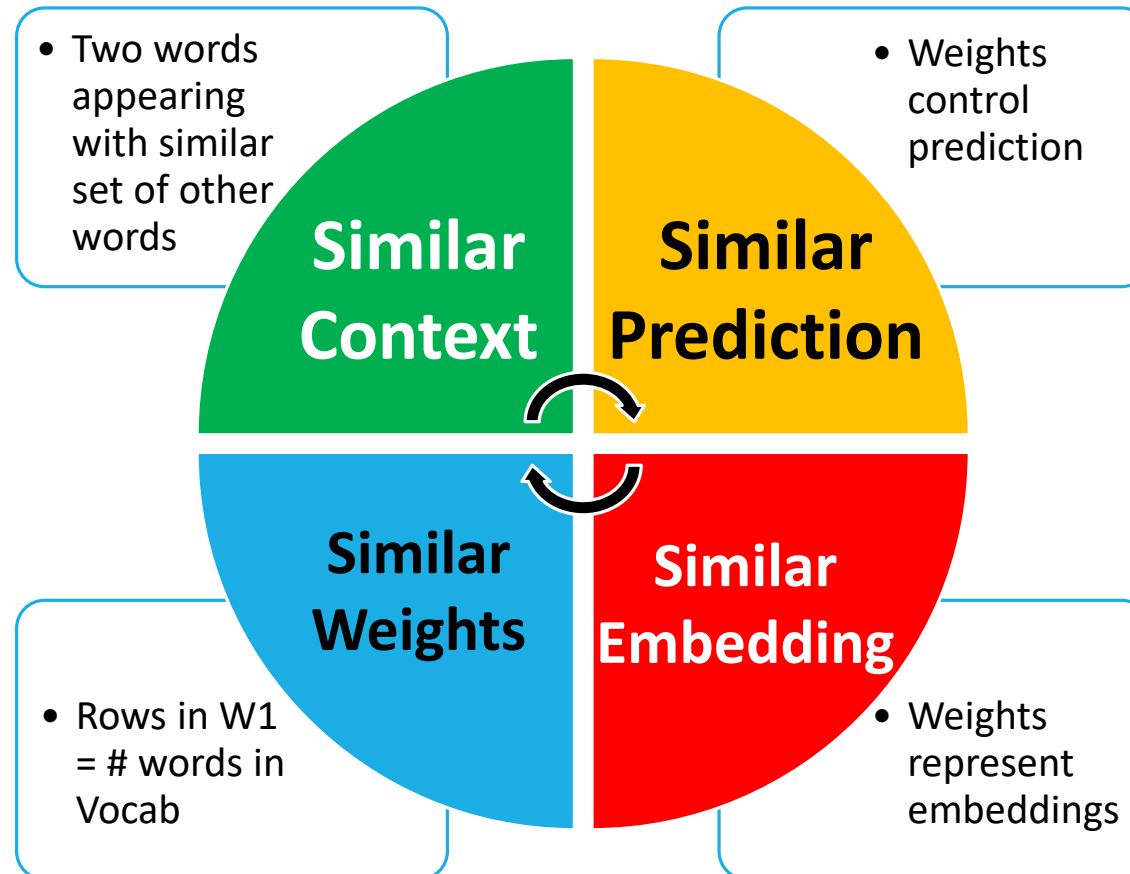 • Two words
appearing
with similar
set of other
words
• Weights
control
prediction
Similar
Context
Similar
Prediction
Similar
Weights
Similar
Embedding
• Rows in W1
= # words in
Vocab
• Weights
represent
embeddings